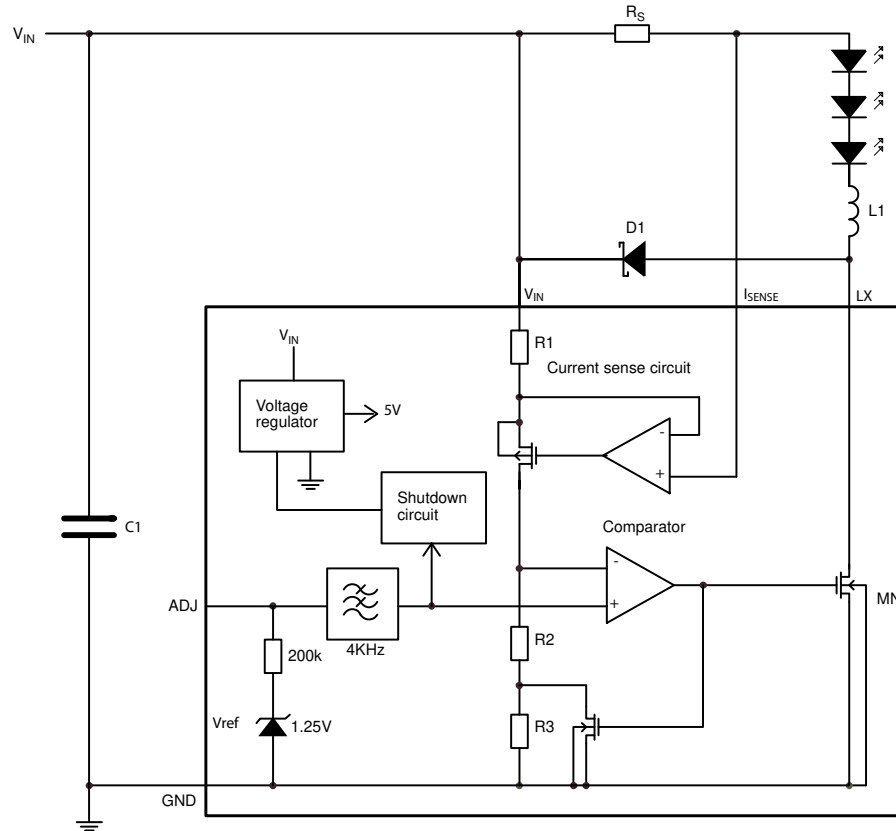 RS
VIN
L1
D1
VIN
ISENSE
LX
VIN
R1
Current sense circuit
Voltage
regulator
5V
-
+
Shutdown
circuit
C1
Comparator
-
ADJ
+
MN
4KHz
R2
200k
Vref
1.25V
R3
GND